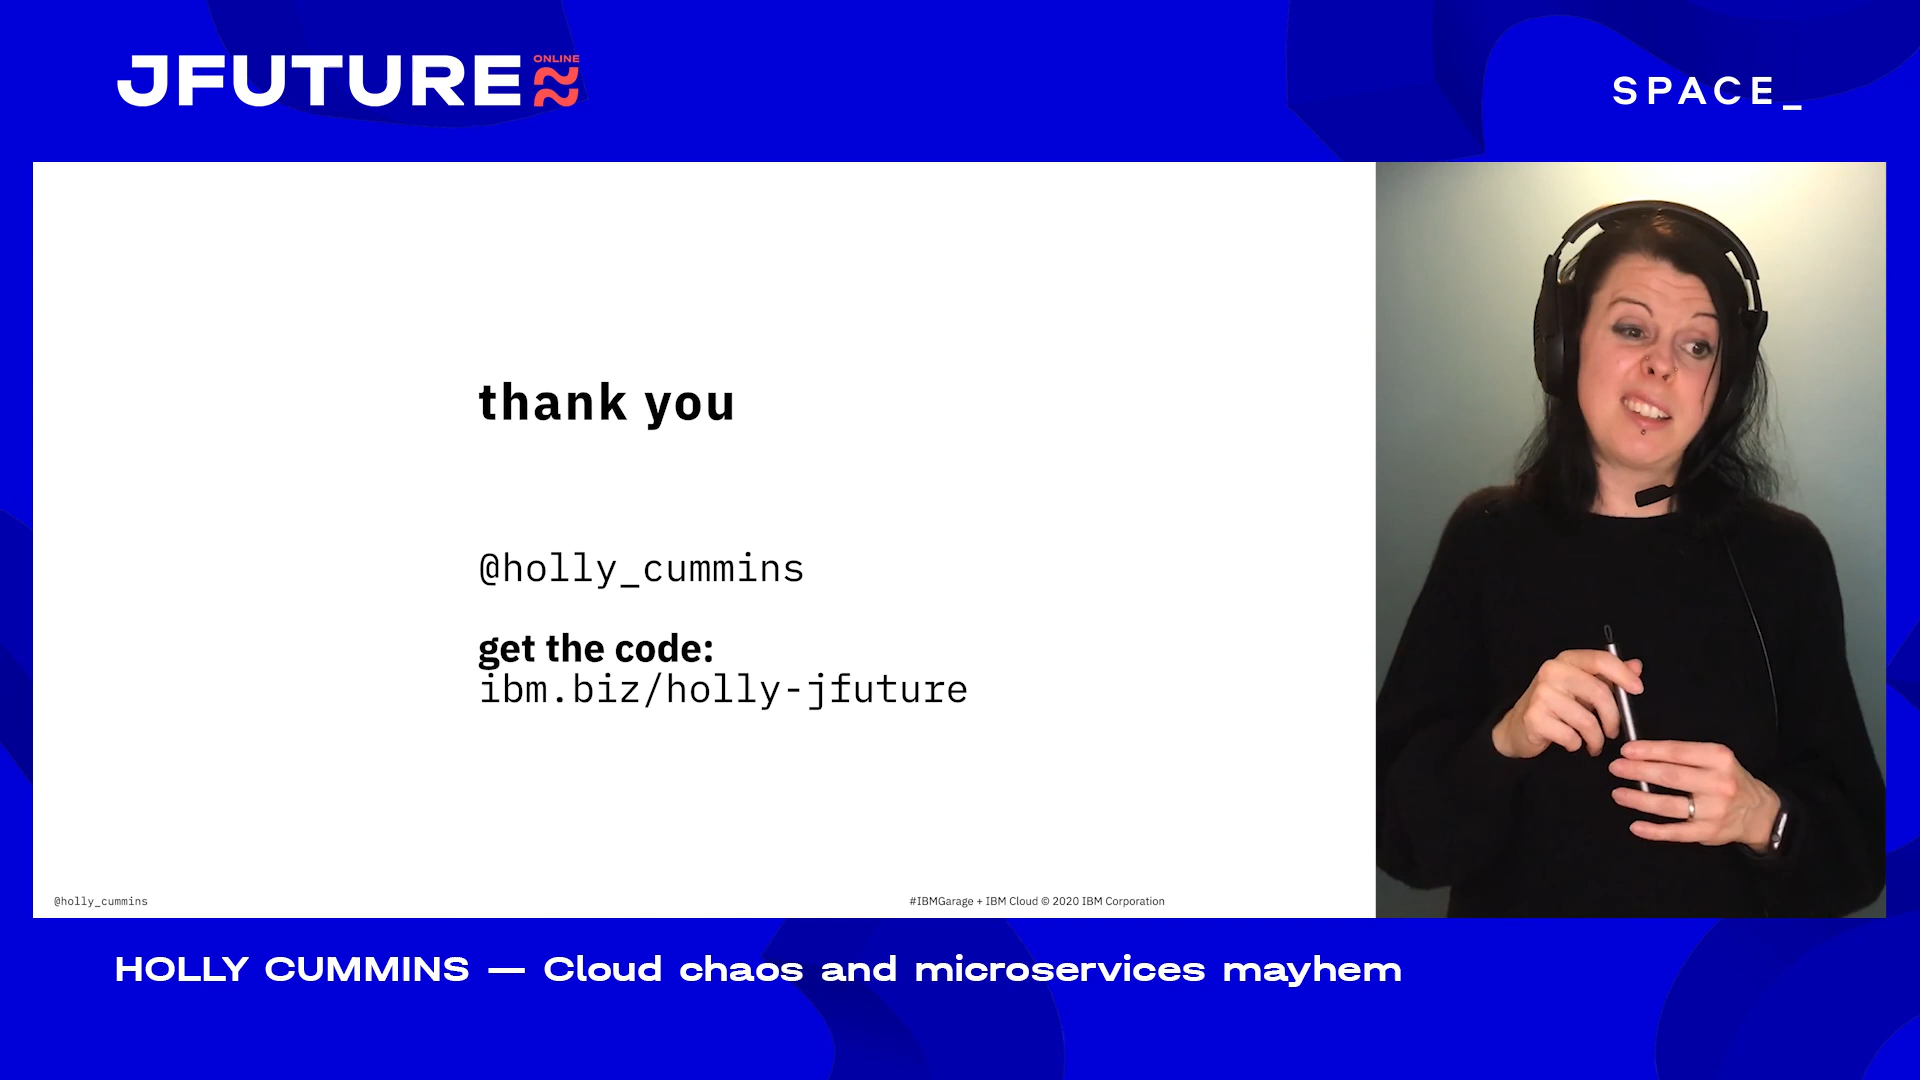 JFUTURE ONLINE
SPACE_
thank you
@holly_cummins
get the code:
ibm.biz/holly-jfuture
@holly_cummins
#IBMGarage + IBM Cloud © 2020 IBM Corporation
HOLLY CUMMINS — Cloud chaos and microservices mayhem